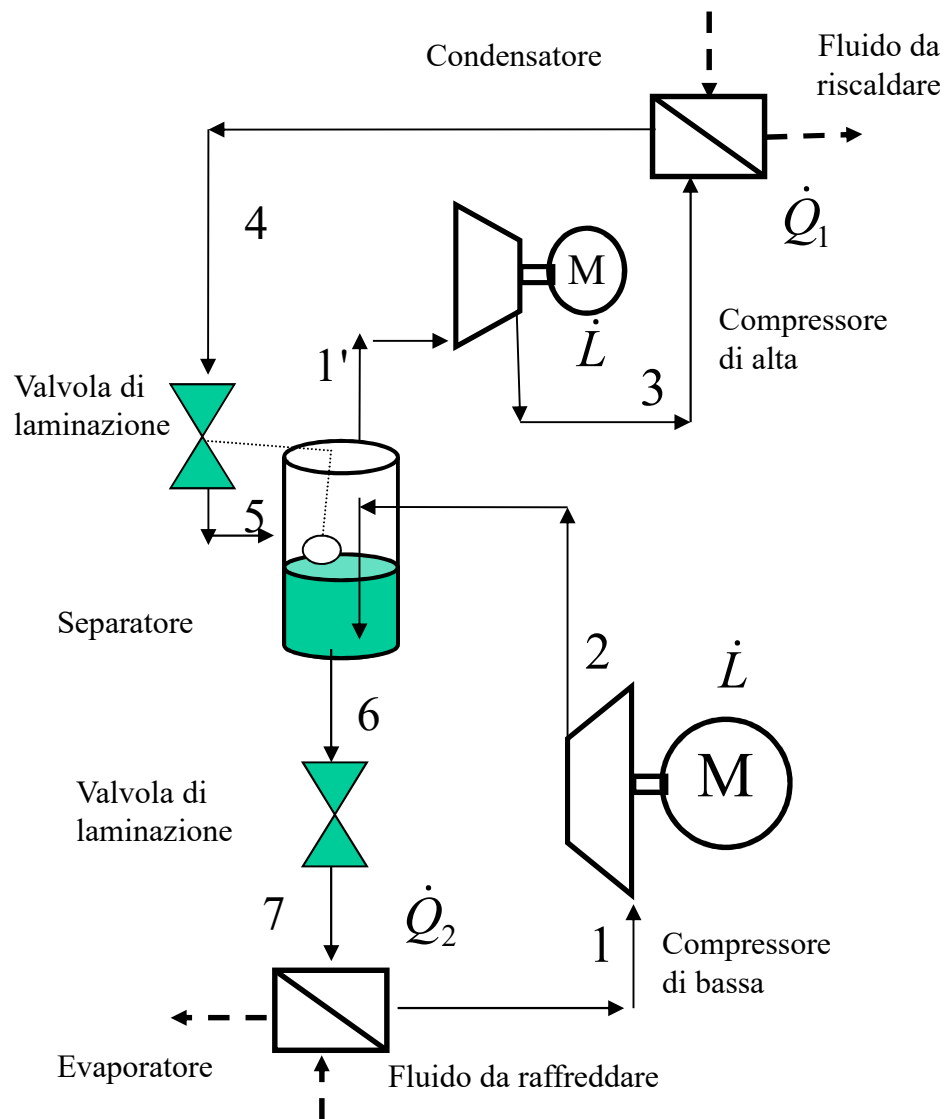 Condensatore
Fluido da
riscaldare
4
Q̇₁
M
L̇
Compressore
di alta
1'
3
Valvola di
laminazione
5
Separatore
2
L̇
6
M
Valvola di
laminazione
7
Q̇₂
1
Compressore
di bassa
Evaporatore
Fluido da raffreddare